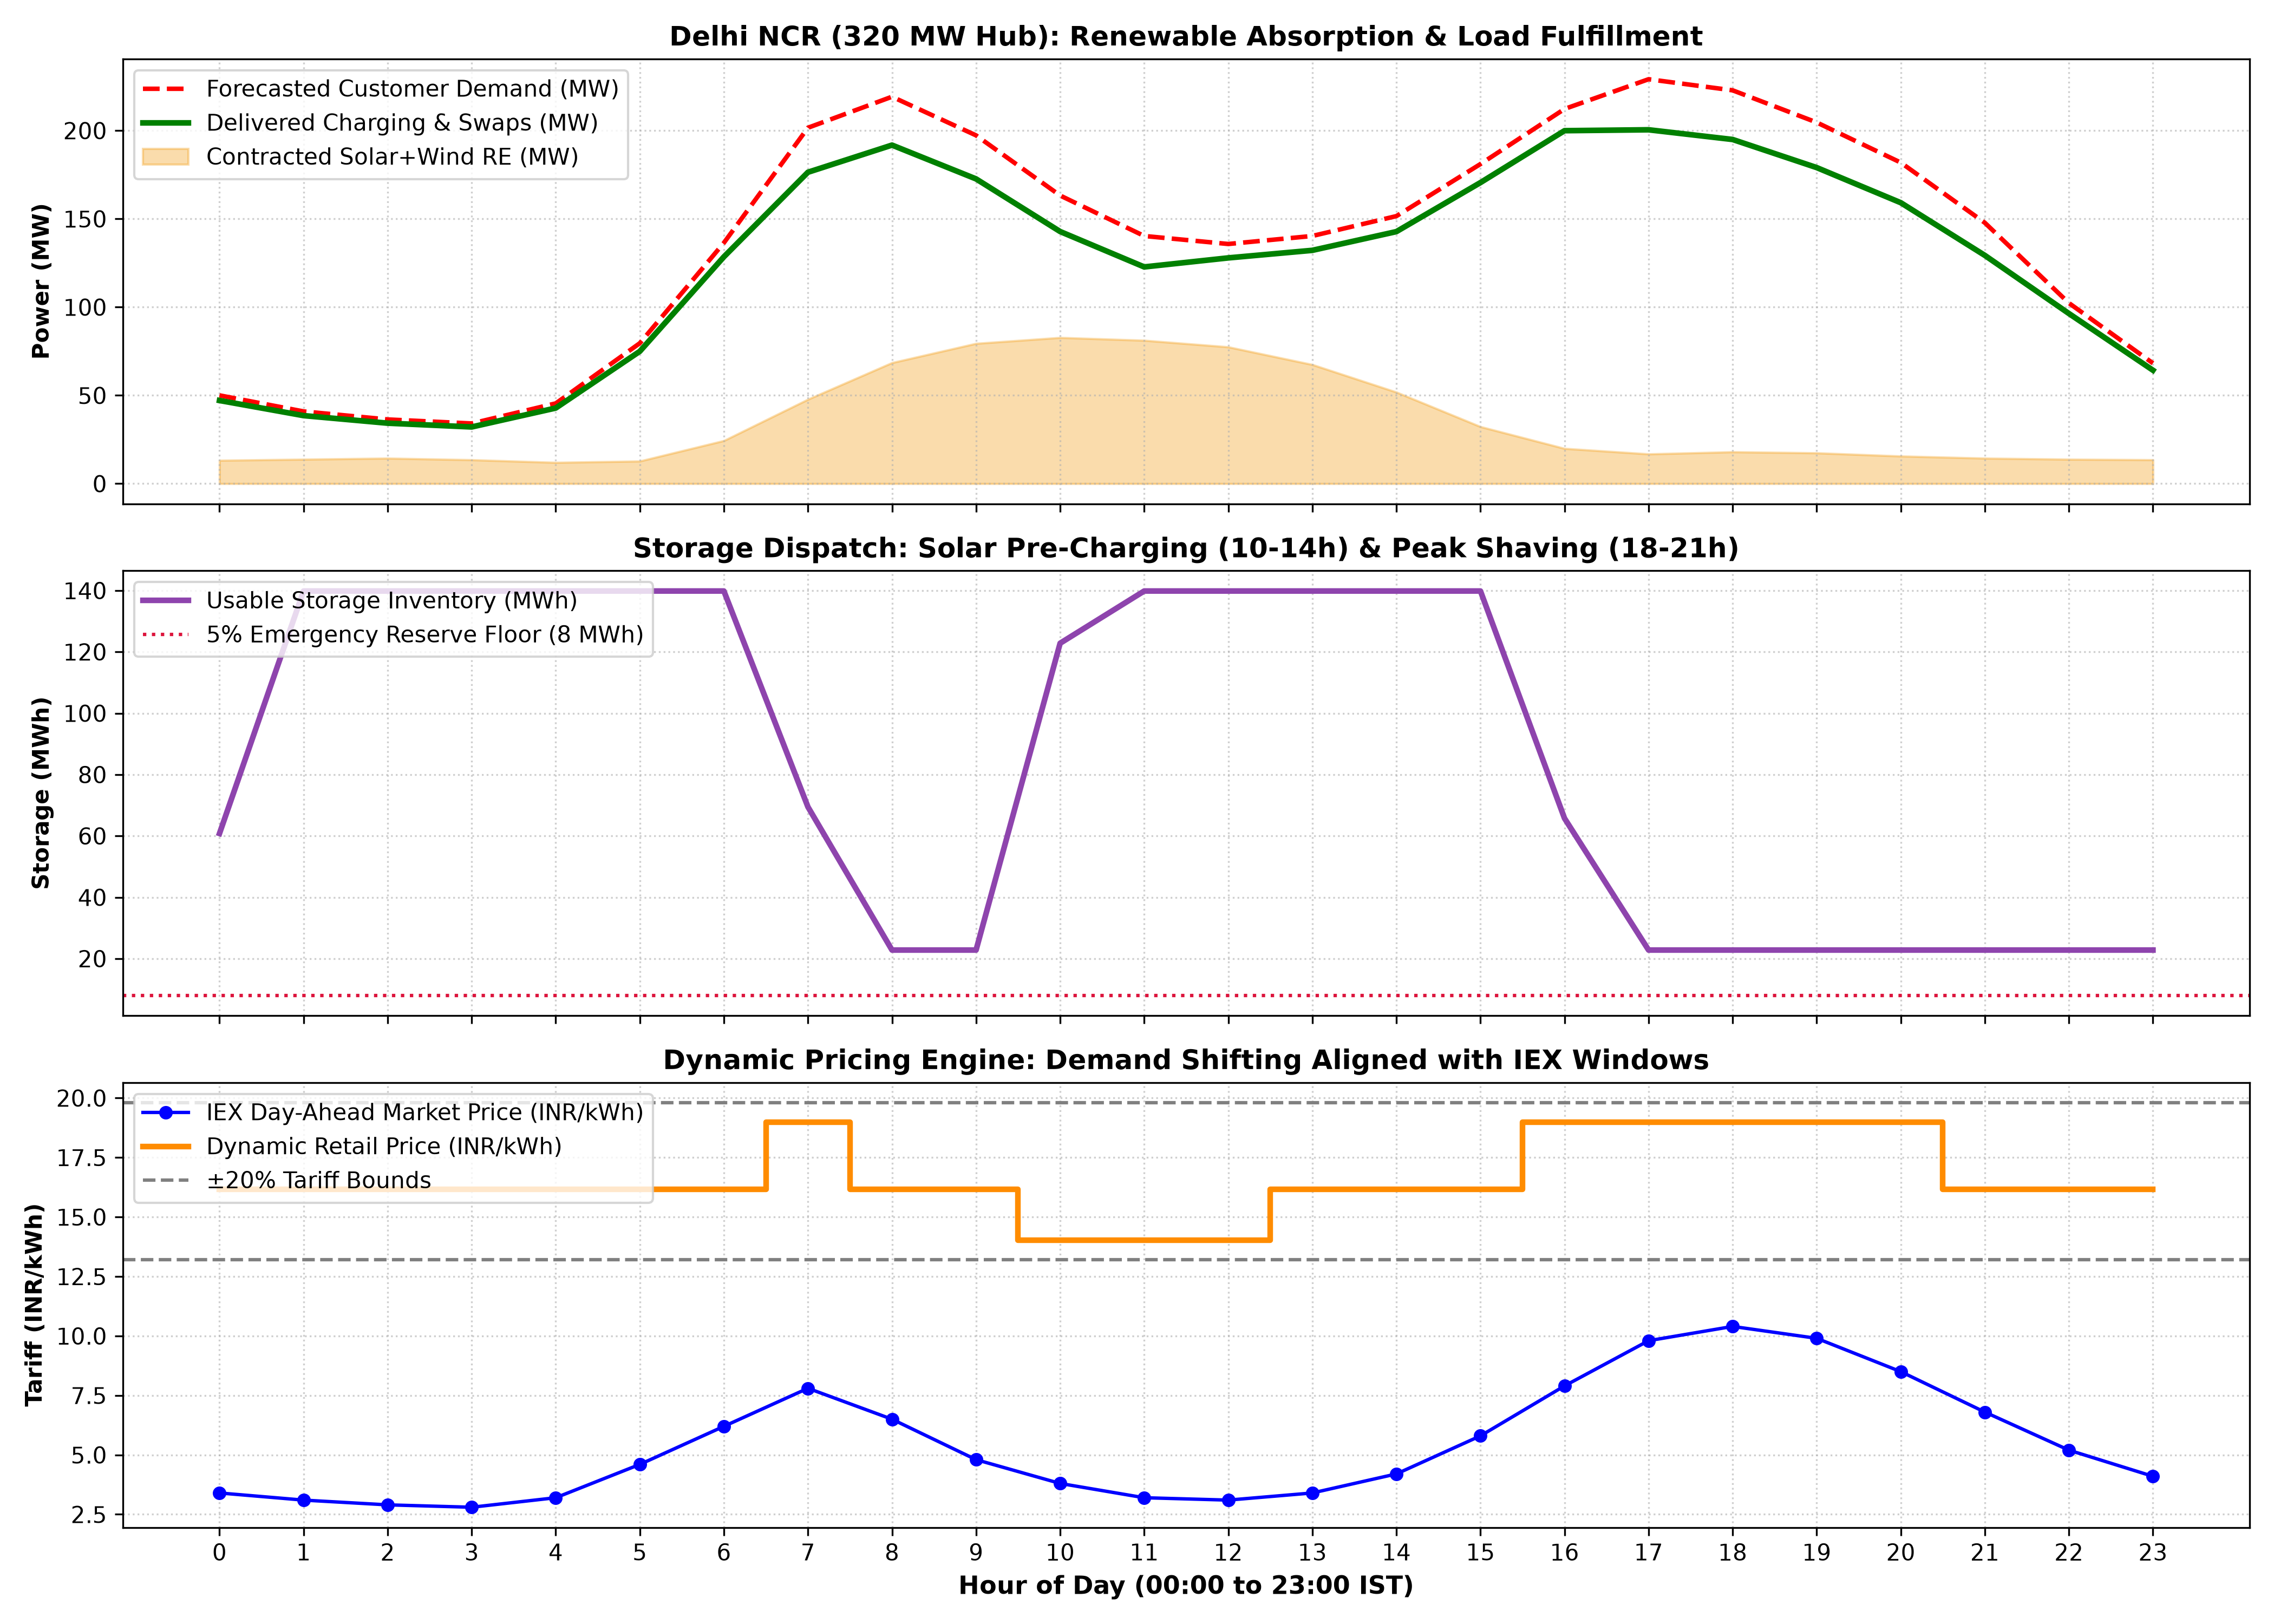 Delhi NCR (320 MW Hub): Renewable Absorption & Load Fulfillment
Forecasted Customer Demand (MW)
Delivered Charging & Swaps (MW)
Contracted Solar+Wind RE (MW)
Power (MW)
200
150
100
50
0
Storage Dispatch: Solar Pre-Charging (10-14h) & Peak Shaving (18-21h)
Usable Storage Inventory (MWh)
5% Emergency Reserve Floor (8 MWh)
Storage (MWh)
140
120
100
80
60
40
20
Dynamic Pricing Engine: Demand Shifting Aligned with IEX Windows
IEX Day-Ahead Market Price (INR/kWh)
Dynamic Retail Price (INR/kWh)
±20% Tariff Bounds
Tariff (INR/kWh)
20.0
17.5
15.0
12.5
10.0
7.5
5.0
2.5
0 1 2 3 4 5 6 7 8 9 10 11 12 13 14 15 16 17 18 19 20 21 22 23
Hour of Day (00:00 to 23:00 IST)